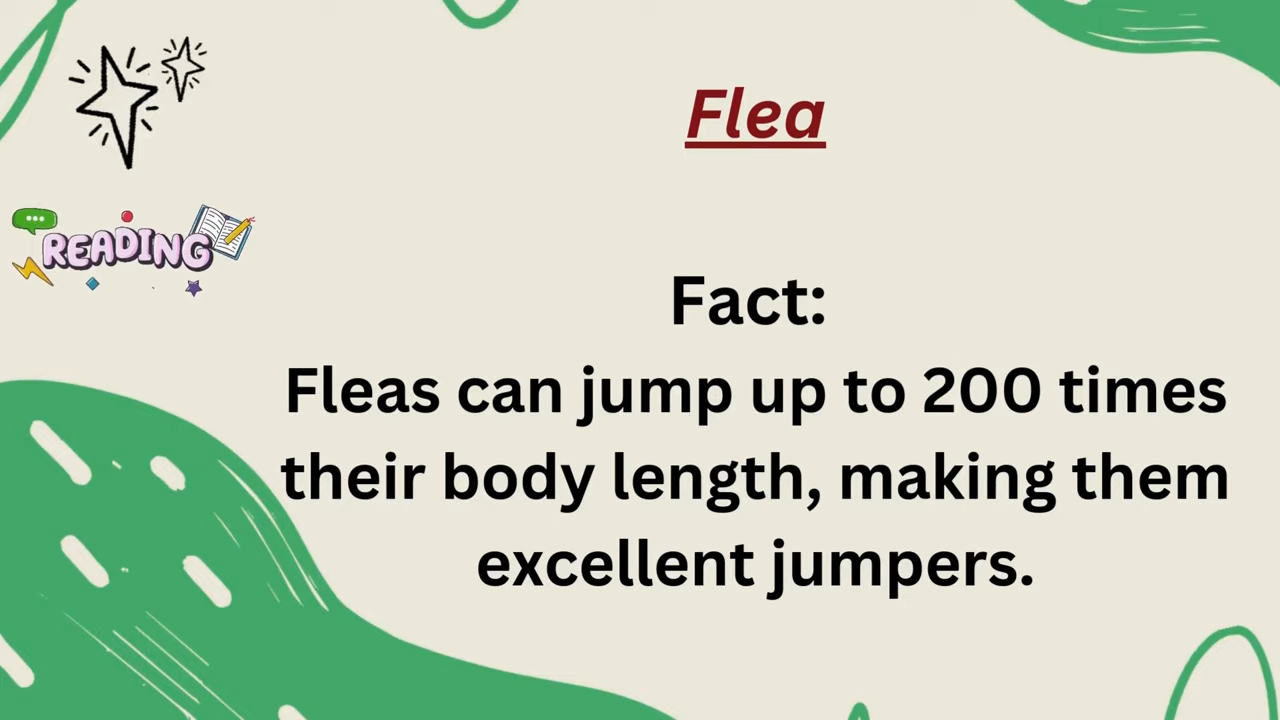 Flea
READING
Fact:
Fleas can jump up to 200 times
their body length, making them
excellent jumpers.